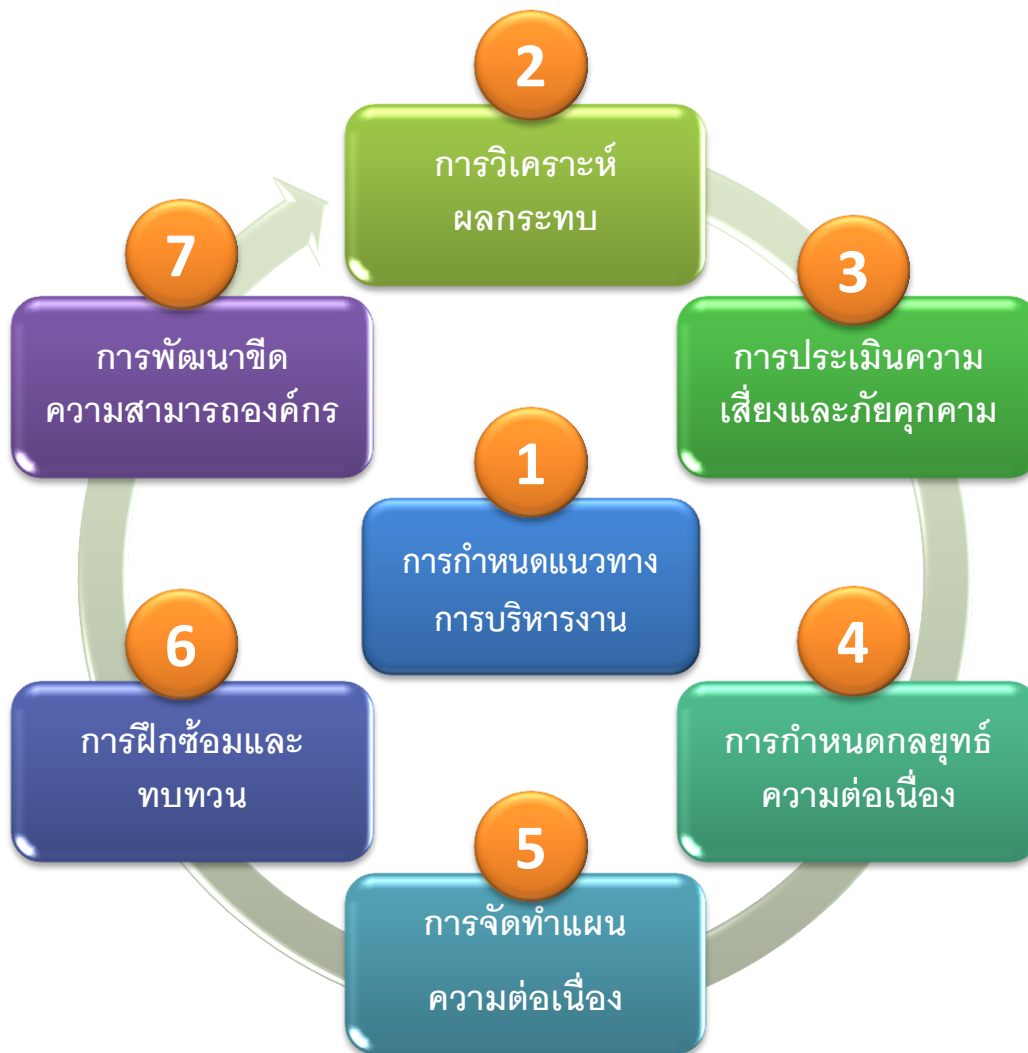 1
การกำหนดแนวทาง
การบริหารงาน
2
การวิเคราะห์
ผลกระทบ
3
การประเมินความ
เสี่ยงและภัยคุกคาม
4
การกำหนดกลยุทธ์
ความต่อเนื่อง
5
การจัดทำแผน
ความต่อเนื่อง
6
การฝึกซ้อมและ
ทบทวน
7
การพัฒนาขีด
ความสามารถองค์กร